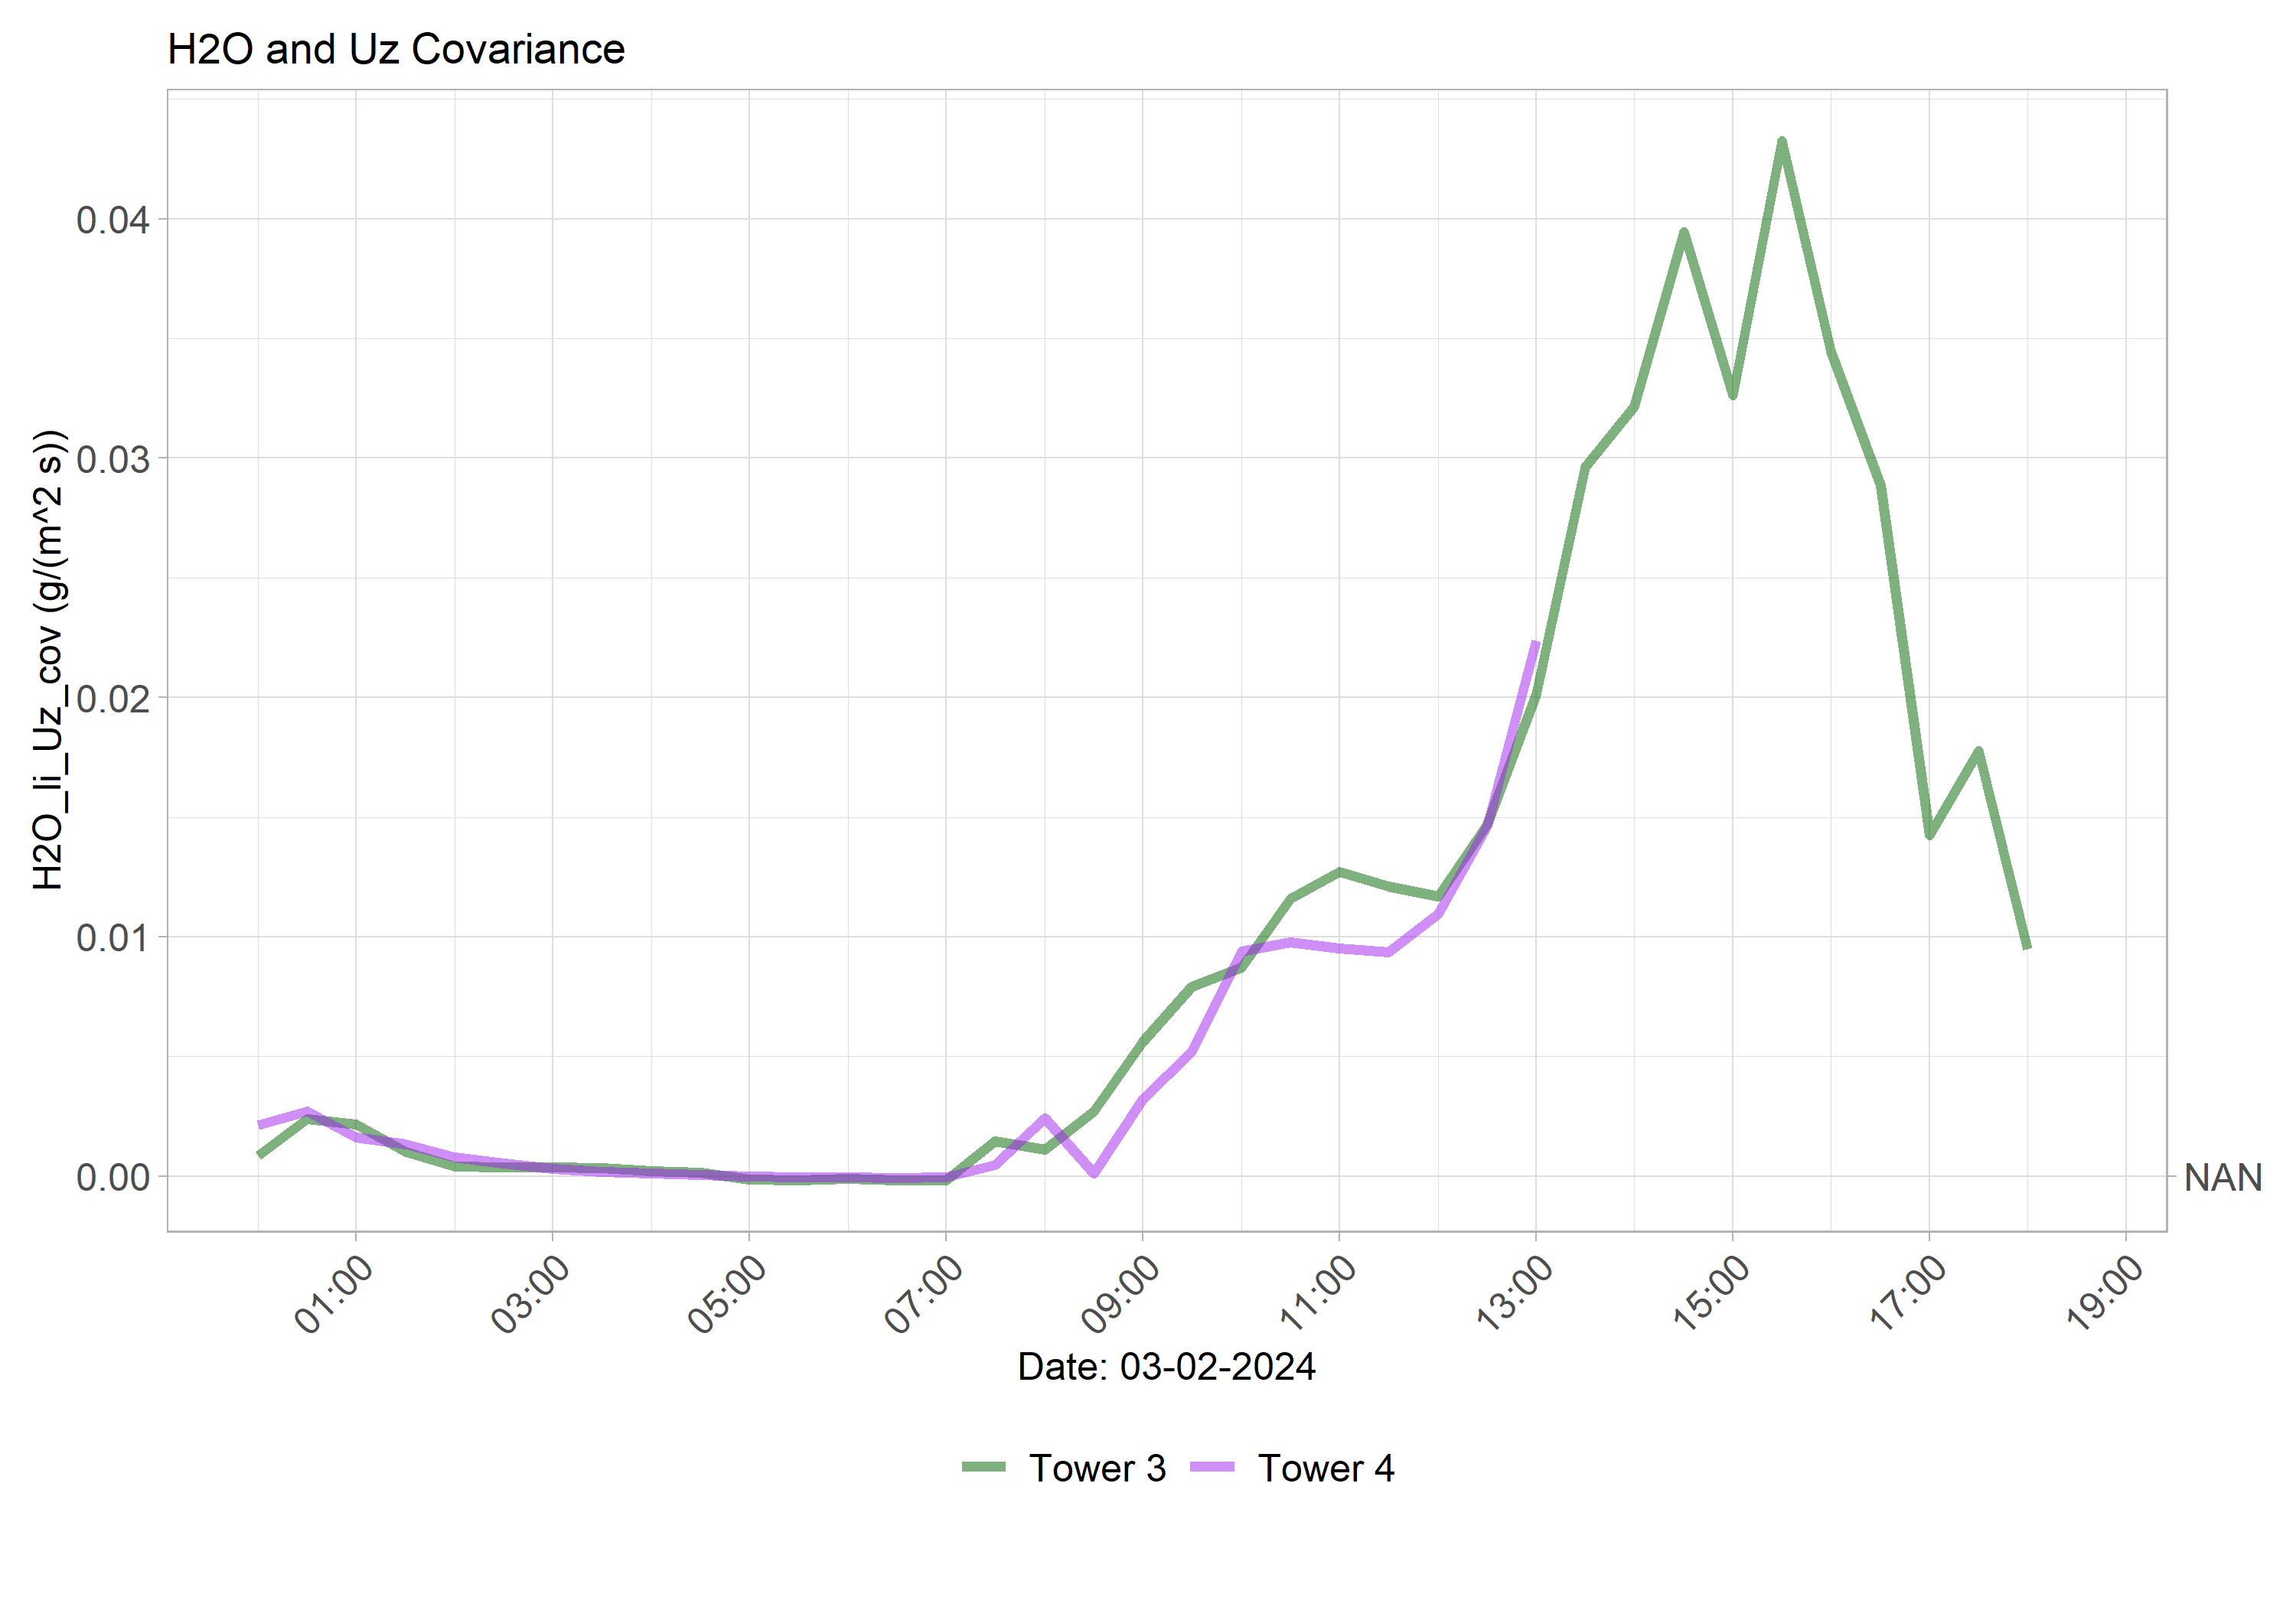 H2O and Uz Covariance
H2O_li_Uz_cov (g/(m^2 s))
0.04
0.03
0.02
0.01
0.00
NAN
01:00
03:00
05:00
07:00
09:00
11:00
13:00
15:00
17:00
19:00
Date: 03-02-2024
Tower 3
Tower 4